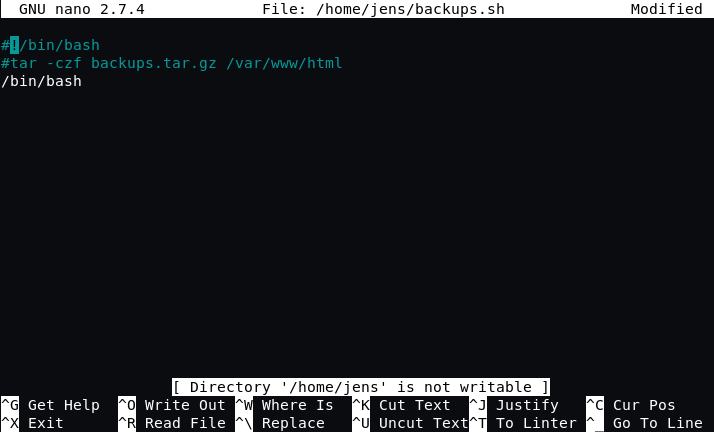 GNU nano 2.7.4 File: /home/jens/backups.sh Modified
#!/bin/bash
#tar -czf backups.tar.gz /var/www/html
/bin/bash
[ Directory '/home/jens' is not writable ]
^G Get Help ^O Write Out ^W Where Is ^K Cut Text ^J Justify ^C Cur Pos
^X Exit ^R Read File ^\ Replace ^U Uncut Text ^T To Linter ^_ Go To Line